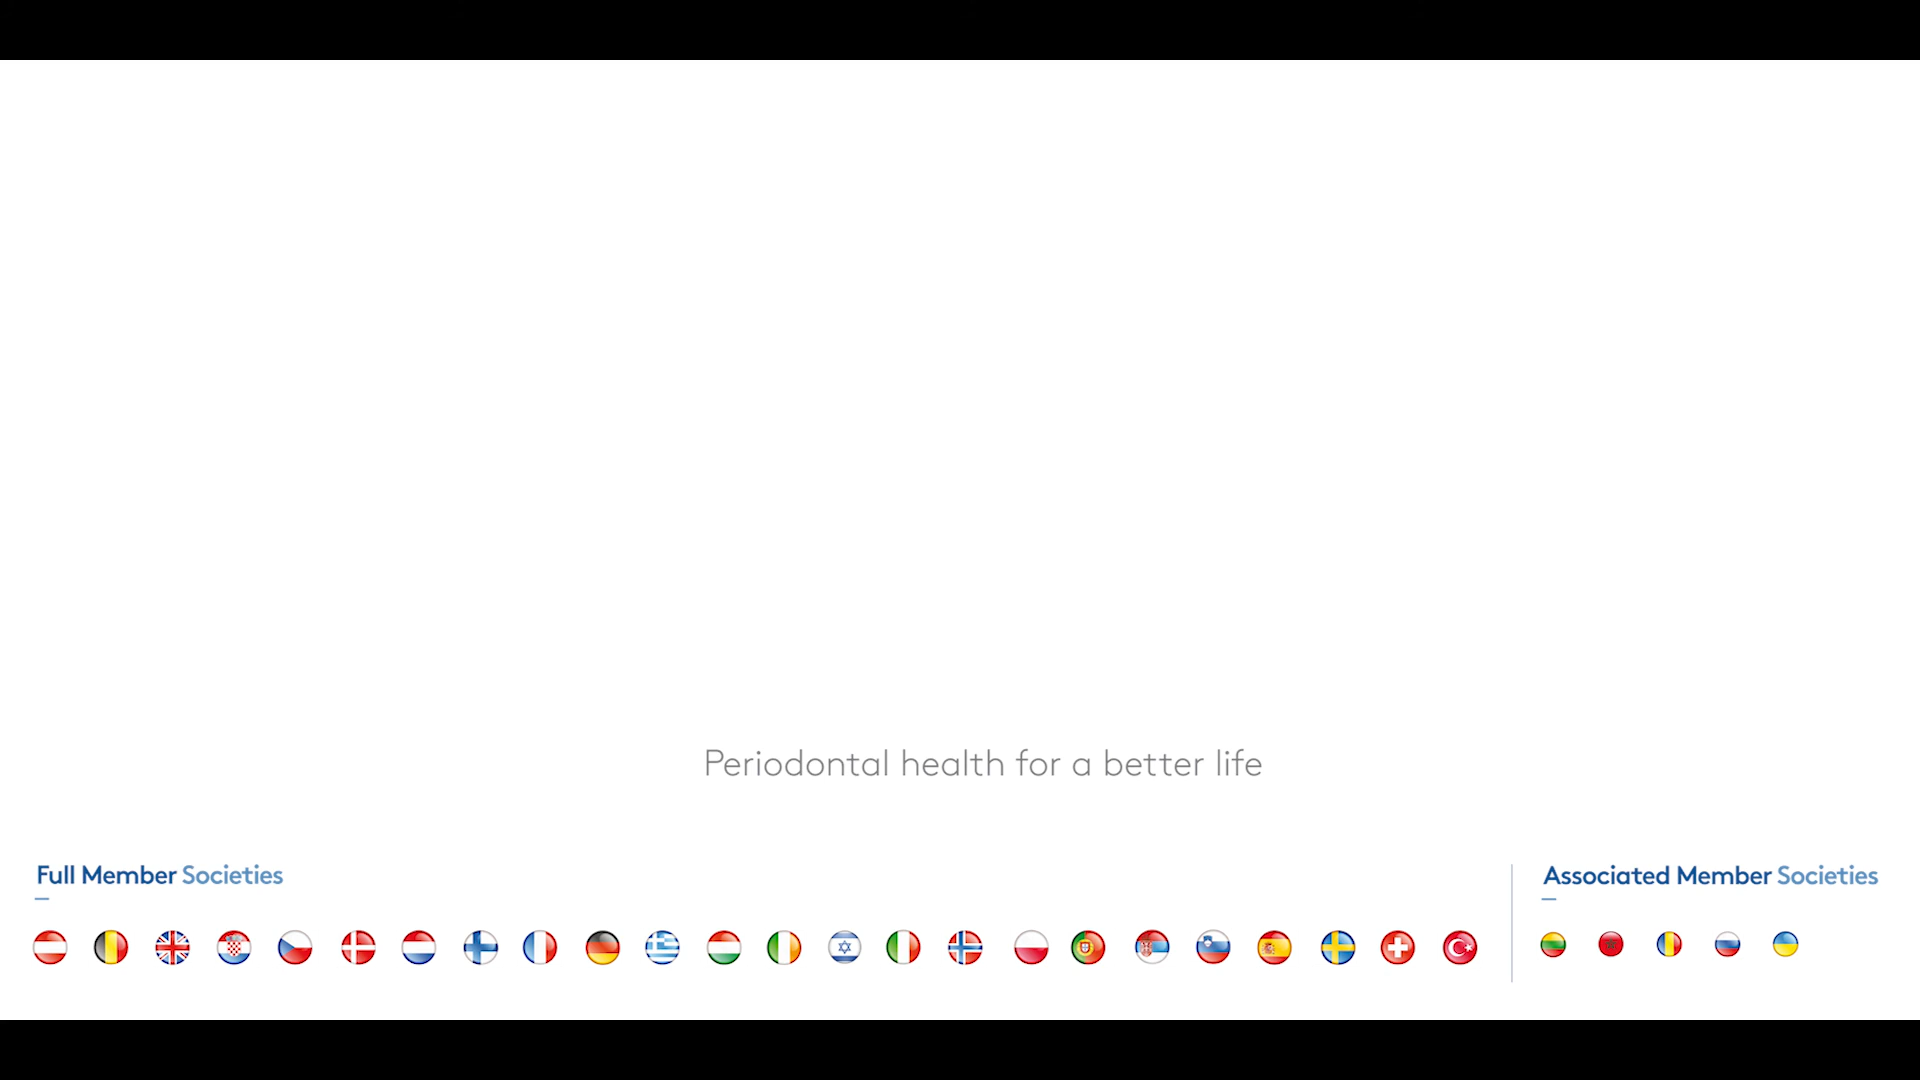 Periodontal health for a better life
Full Member Societies
Associated Member Societies